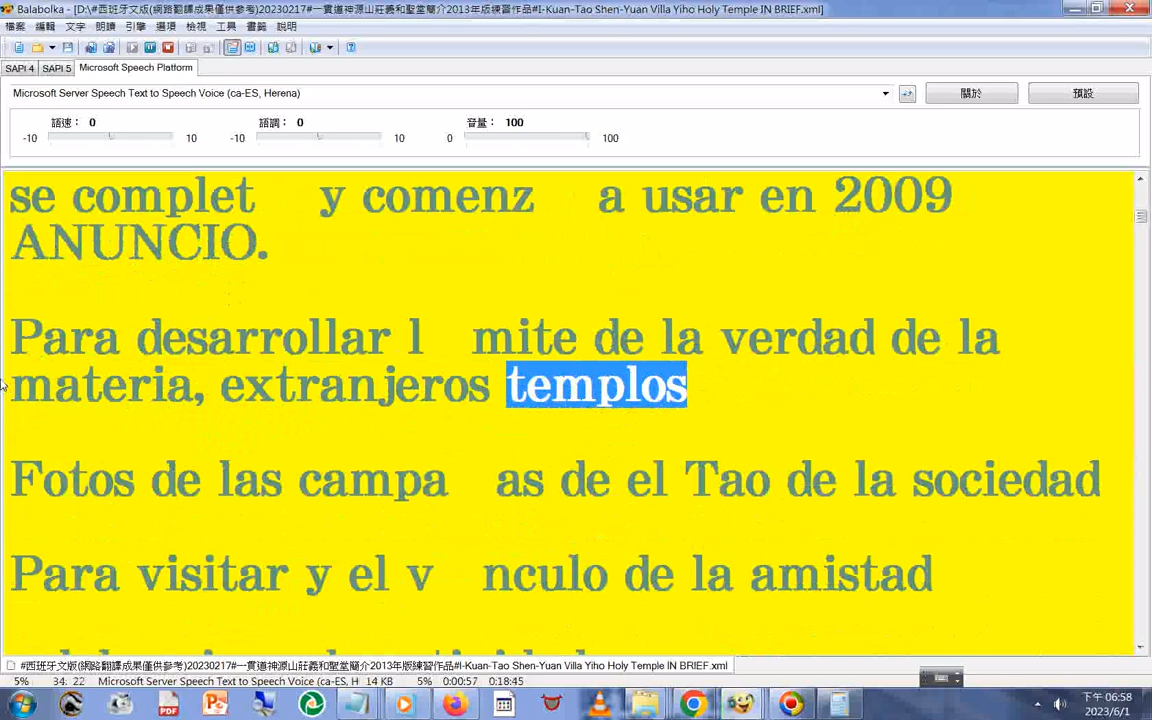 Balabolka - [D:\#西班牙文版(網路翻譯成果僅供參考)20230217#一貫道神源山莊義和聖堂簡介2013年版練習作品#I-Kuan-Tao Shen-Yuan Villa Yiho Holy Temple IN BRIEF.xml]
檔案 編輯 文字 朗讀 引擎 選項 檢視 工具 書籤 說明
SAPI 4 SAPI 5 Microsoft Speech Platform
Microsoft Server Speech Text to Speech Voice (ca-ES, Herena) 關於 預設
語速： 0 語調： 0 音量： 100
-10 10 -10 10 0 100
se complet y comenz a usar en 2009
ANUNCIO.
Para desarrollar l mite de la verdad de la
materia, extranjeros templos
Fotos de las campa as de el Tao de la sociedad
Para visitar y el v nculo de la amistad
#西班牙文版(網路翻譯成果僅供參考)20230217#一貫道神源山莊義和聖堂簡介2013年版練習作品#I-Kuan-Tao Shen-Yuan Villa Yiho Holy Temple IN BRIEF.xml
5% 34: 22 Microsoft Server Speech Text to Speech Voice (ca-ES, H 14 KB 5% 0:00:57 0:18:45
下午 06:58
2023/6/1